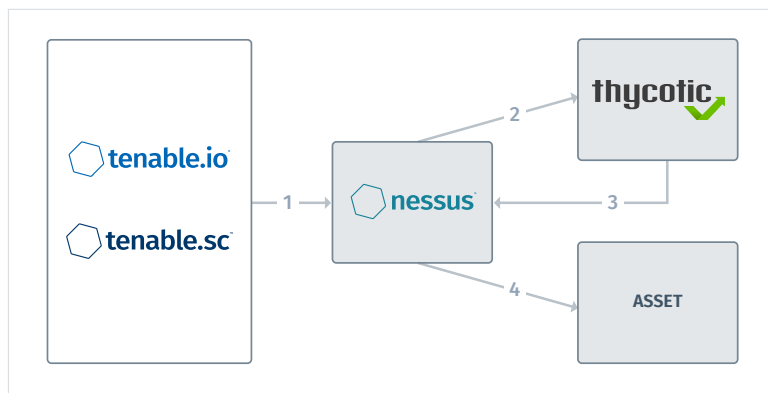 tenable.io
tenable.sc
1
nessus
2
thycotic
3
4
ASSET